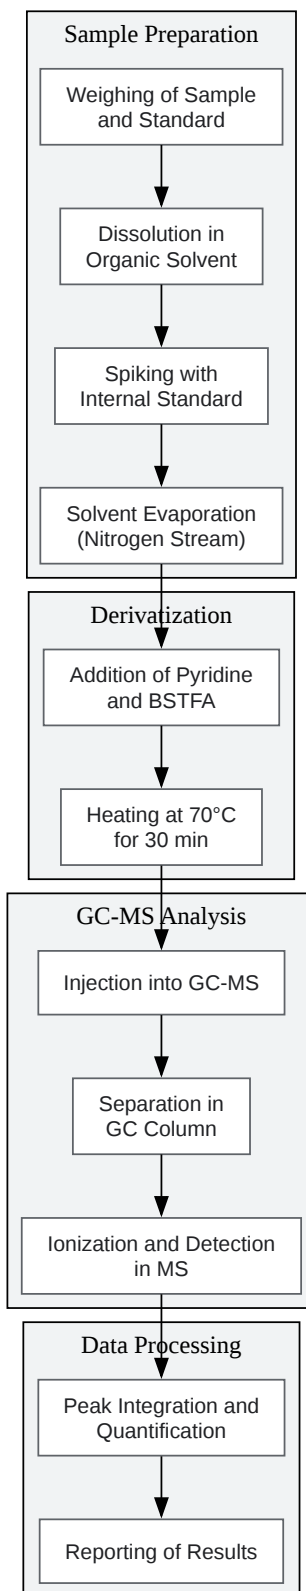 Sample Preparation
Weighing of Sample
and Standard
Dissolution in
Organic Solvent
Spiking with
Internal Standard
Solvent Evaporation
(Nitrogen Stream)
Derivatization
Addition of Pyridine
and BSTFA
Heating at 70°C
for 30 min
GC-MS Analysis
Injection into GC-MS
Separation in
GC Column
Ionization and Detection
in MS
Data Processing
Peak Integration and
Quantification
Reporting of Results